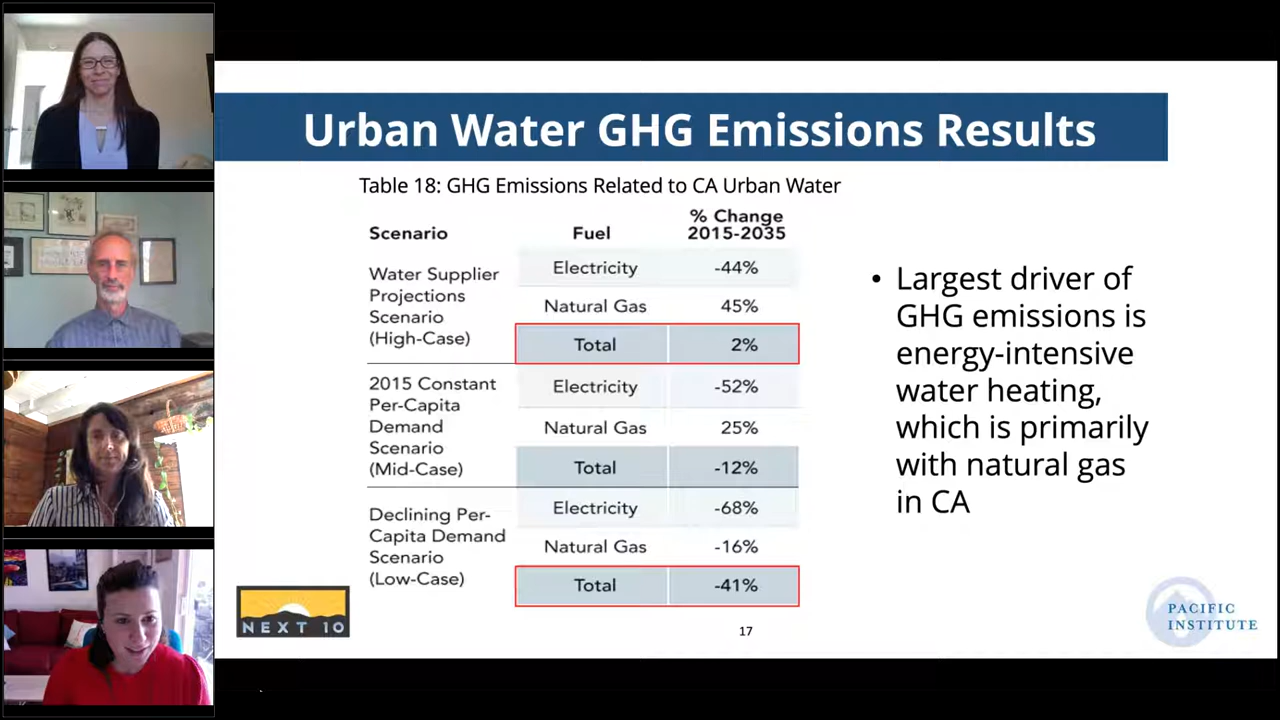 Urban Water GHG Emissions Results
Table 18: GHG Emissions Related to CA Urban Water
Scenario
Fuel
% Change
2015-2035
Water Supplier
Projections
Scenario
(High-Case)
Electricity
-44%
Natural Gas
45%
Total
2%
2015 Constant
Per-Capita
Demand
Scenario
(Mid-Case)
Electricity
-52%
Natural Gas
25%
Total
-12%
Declining Per-
Capita Demand
Scenario
(Low-Case)
Electricity
-68%
Natural Gas
-16%
Total
-41%
• Largest driver of
GHG emissions is
energy-intensive
water heating,
which is primarily
with natural gas
in CA
NEXT 10
17
PACIFIC
INSTITUTE